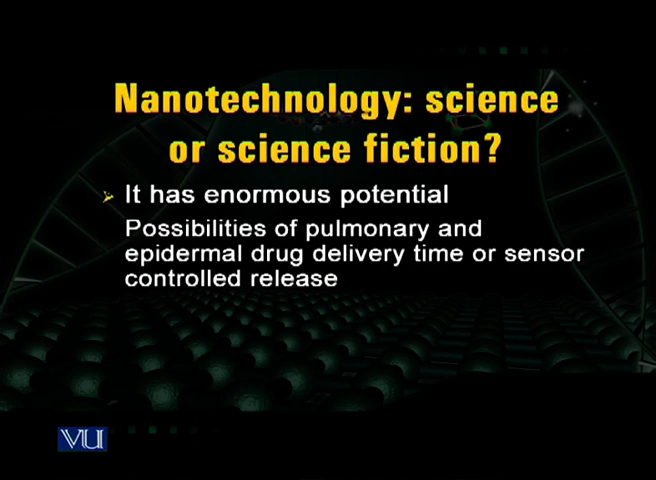 Nanotechnology: science
or science fiction?
It has enormous potential
Possibilities of pulmonary and
epidermal drug delivery time or sensor
controlled release
VU